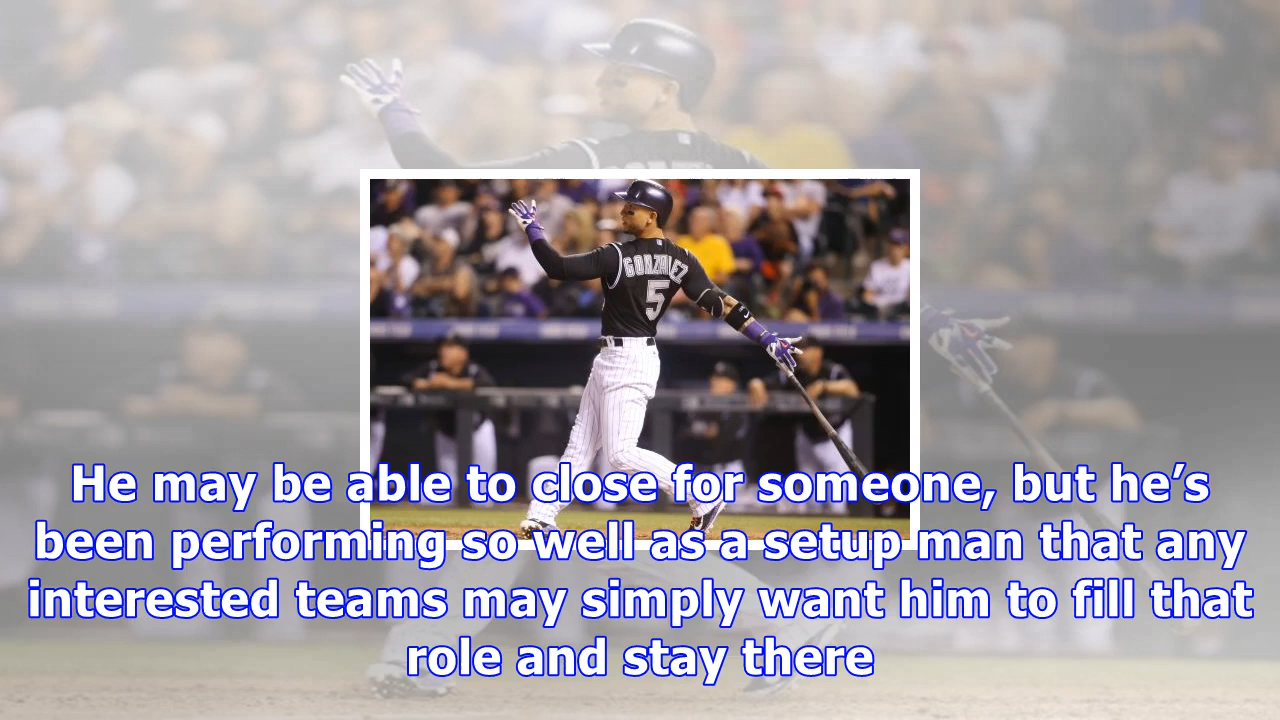 GONZALEZ
5
He may be able to close for someone, but he’s
been performing so well as a setup man that any
interested teams may simply want him to fill that
role and stay there